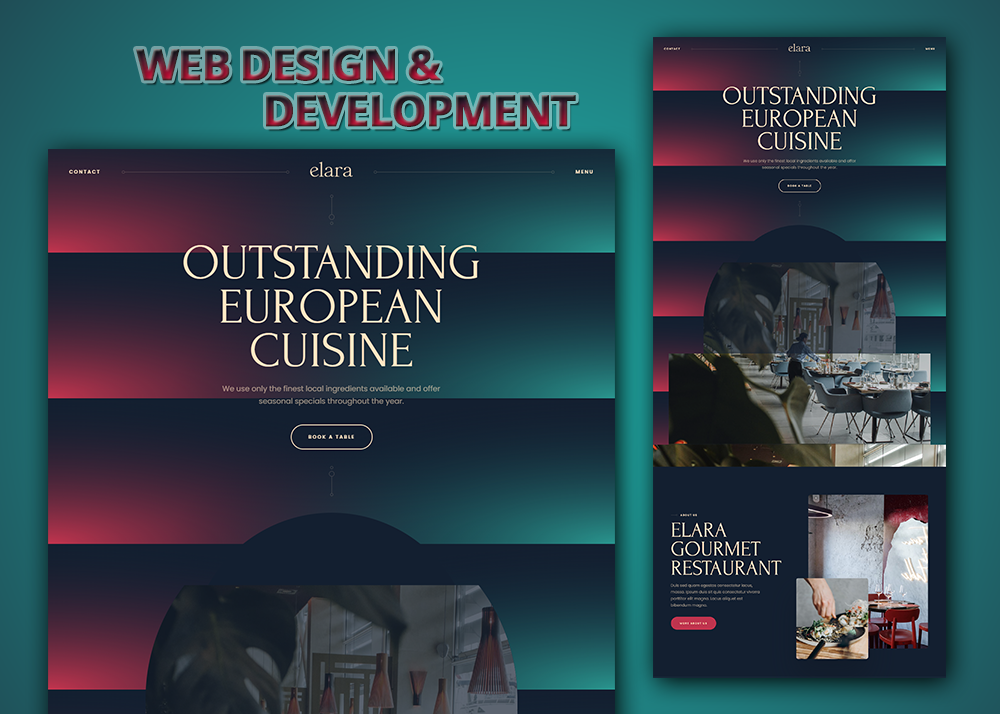 WEB DESIGN &
DEVELOPMENT
CONTACT
elara
MENU
OUTSTANDING
EUROPEAN
CUISINE
We use only the finest local ingredients available and offer
seasonal specials throughout the year.
BOOK A TABLE
CONTACT
elara
MENU
OUTSTANDING
EUROPEAN
CUISINE
We use only the finest local ingredients available and offer
seasonal specials throughout the year.
BOOK A TABLE
ABOUT US
ELARA
GOURMET
RESTAURANT
Duis sed quam egestas consectetur lacus,
massa ipsum duis at quis consectetur viverra
porttitor elit magna. Lacus aliquet est
bibendum magna.
MORE ABOUT US